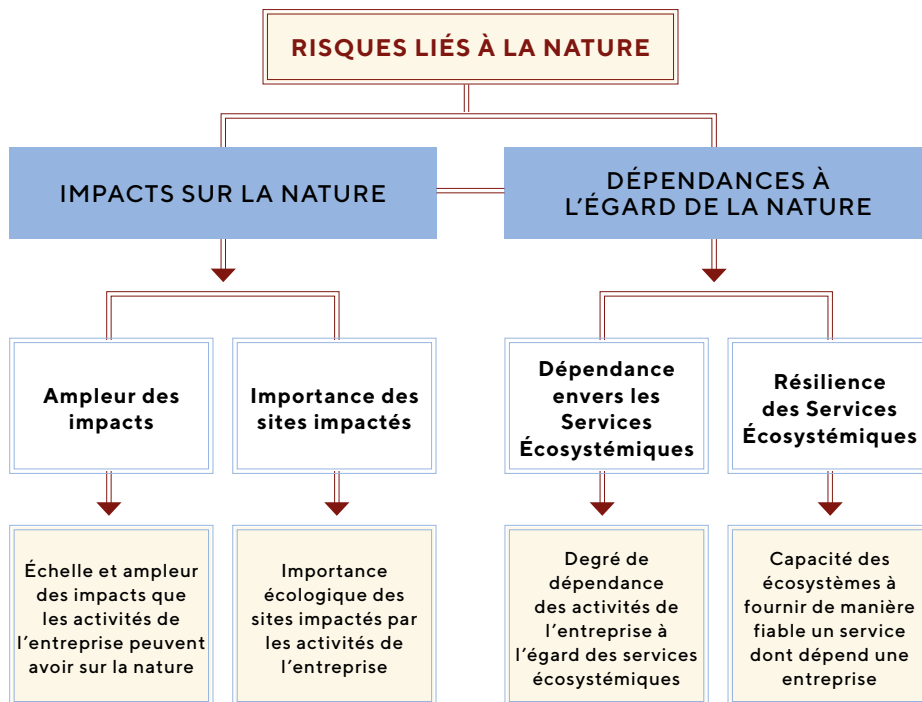 RISQUES LIÉS À LA NATURE
IMPACTS SUR LA NATURE
DÉPENDANCES À
L'ÉGARD DE LA NATURE
Ampleur des
impacts
Importance des
sites impactés
Dépendance
envers les
Services
Écosystémiques
Résilience
des Services
Écosystémiques
Échelle et ampleur
des impacts que
les activités de
l'entreprise peuvent
avoir sur la nature
Importance
écologique des
sites impactés par
les activités de
l'entreprise
Degré de
dépendance
des activités de
l'entreprise à
l'égard des services
écosystémiques
Capacité des
écosystèmes à
fournir de manière
fiable un service
dont dépend une
entreprise